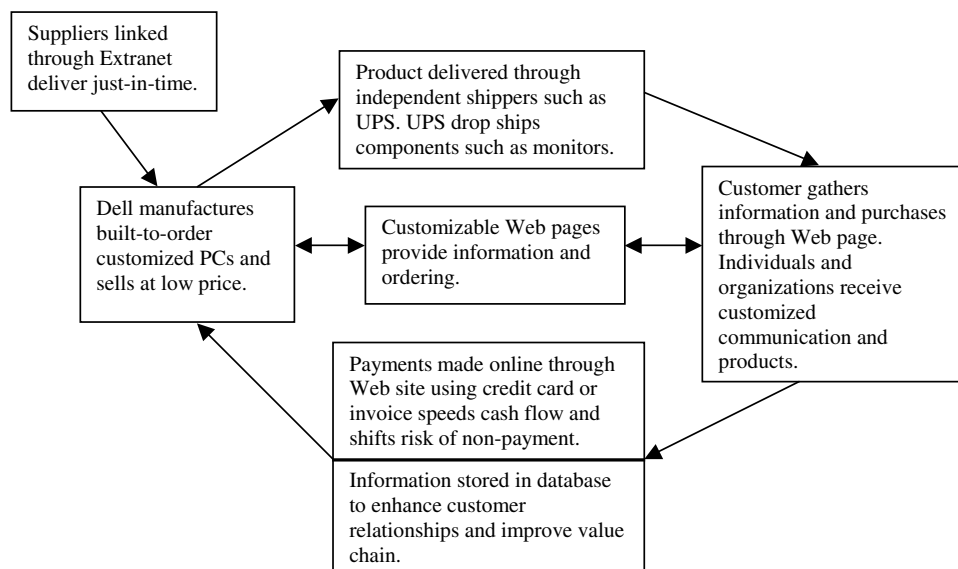 Suppliers linked
through Extranet
deliver just-in-time.
Product delivered through
independent shippers such as
UPS. UPS drop ships
components such as monitors.
Dell manufactures
built-to-order
customized PCs and
sells at low price.
Customizable Web pages
provide information and
ordering.
Customer gathers
information and purchases
through Web page.
Individuals and
organizations receive
customized
communication and
products.
Payments made online through
Web site using credit card or
invoice speeds cash flow and
shifts risk of non-payment.
Information stored in database
to enhance customer
relationships and improve value
chain.